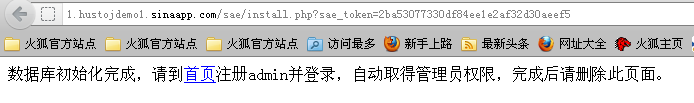 1.hustojdemo1.sinaapp.com/sae/install.php?sae_token=2ba53077330df84ee1e2af32d30aeef5
火狐官方站点 火狐官方站点 火狐官方站点 访问最多 新手上路 最新头条 网址大全 火狐主页
数据库初始化完成，请到首页注册admin并登录，自动取得管理员权限，完成后请删除此页面。